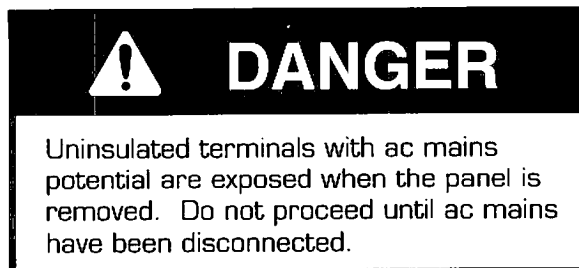 DANGER
Uninsulated terminals with ac mains
potential are exposed when the panel is
removed. Do not proceed until ac mains
have been disconnected.